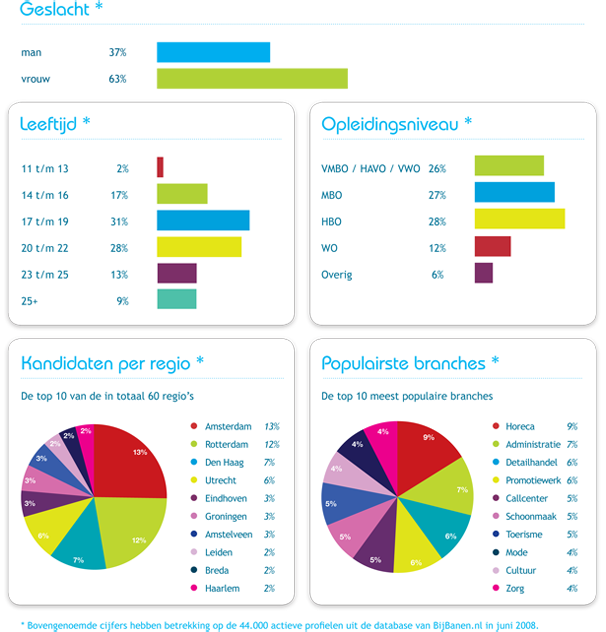 Geslacht *
man 37%
vrouw 63%
Leeftijd *
11 t/m 13 2%
14 t/m 16 17%
17 t/m 19 31%
20 t/m 22 28%
23 t/m 25 13%
25+ 9%
Opleidingsniveau *
VMBO / HAVO / VWO 26%
MBO 27%
HBO 28%
WO 12%
Overig 6%
Kandidaten per regio *
De top 10 van de in totaal 60 regio's
13%
12%
7%
6%
3%
3%
3%
2%
2%
2%
Amsterdam 13%
Rotterdam 12%
Den Haag 7%
Utrecht 6%
Eindhoven 3%
Groningen 3%
Amstelveen 3%
Leiden 2%
Breda 2%
Haarlem 2%
Populairste branches *
De top 10 meest populaire branches
9%
7%
6%
6%
5%
5%
5%
4%
4%
4%
Horeca 9%
Administratie 7%
Detailhandel 6%
Promotiewerk 6%
Callcenter 5%
Schoonmaak 5%
Toerisme 5%
Mode 4%
Cultuur 4%
Zorg 4%
* Bovengenoemde cijfers hebben betrekking op de 44.000 actieve profielen uit de database van BijBanen.nl in juni 2008.